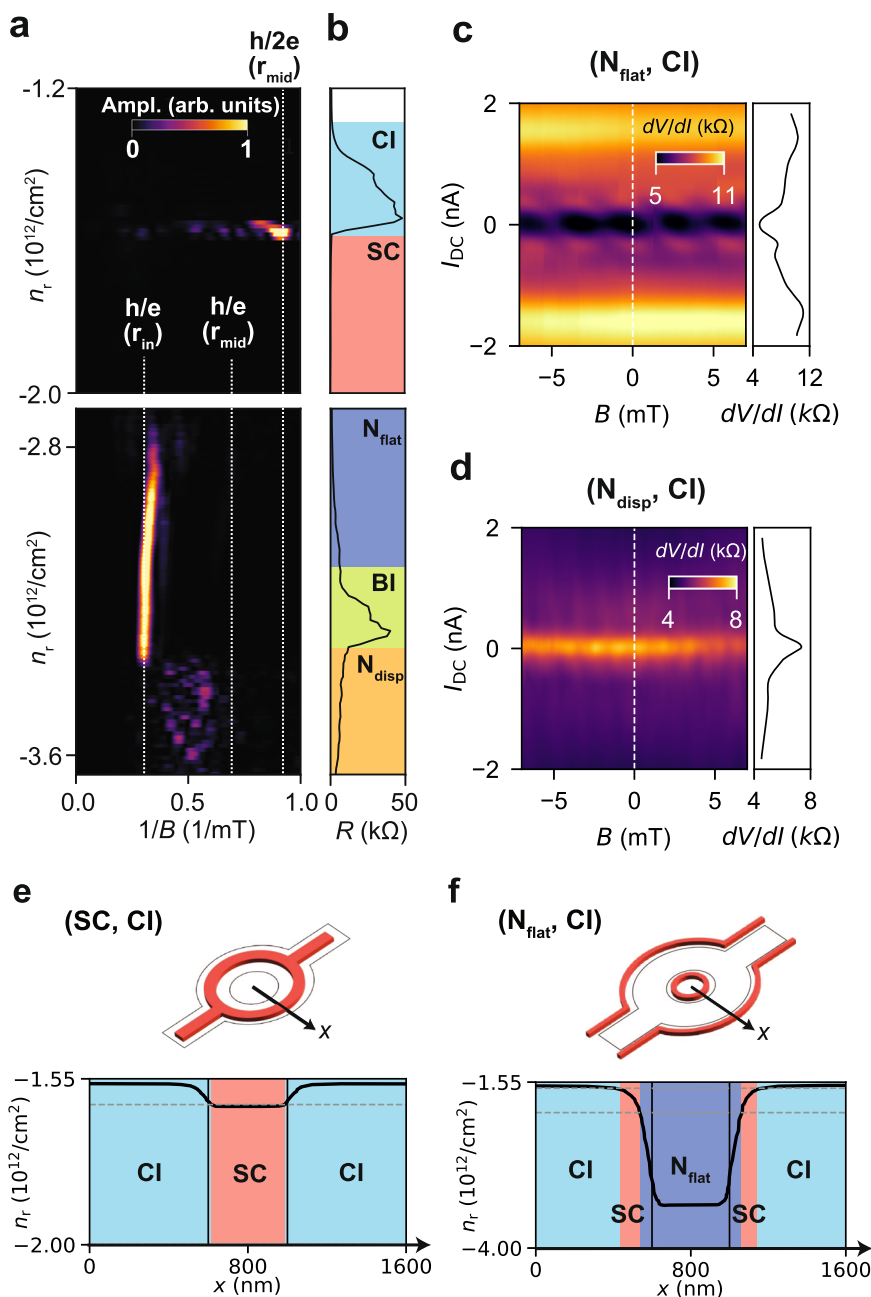 a
h/2e
(r_mid)
-1.2
Ampl. (arb. units)
0
1
n_r (10^12/cm^2)
h/e
(r_in)
h/e
(r_mid)
-2.0
-2.8
n_r (10^12/cm^2)
-3.6
0.0
0.5
1.0
1/B (1/mT)
b
CI
SC
N_flat
BI
N_disp
0
50
R (kΩ)
c
(N_flat, CI)
2
dV/dI (kΩ)
5
11
I_DC (nA)
0
−2
−5
0
5
B (mT)
4
12
dV/dI (kΩ)
d
(N_disp, CI)
2
dV/dI (kΩ)
4
8
I_DC (nA)
0
−2
−5
0
5
B (mT)
4
8
dV/dI (kΩ)
e
(SC, CI)
x
−1.55
n_r (10^12/cm^2)
CI
SC
CI
−2.00
0
800
1600
x (nm)
f
(N_flat, CI)
x
−1.55
n_r (10^12/cm^2)
CI
SC
N_flat
SC
CI
−4.00
0
800
1600
x (nm)